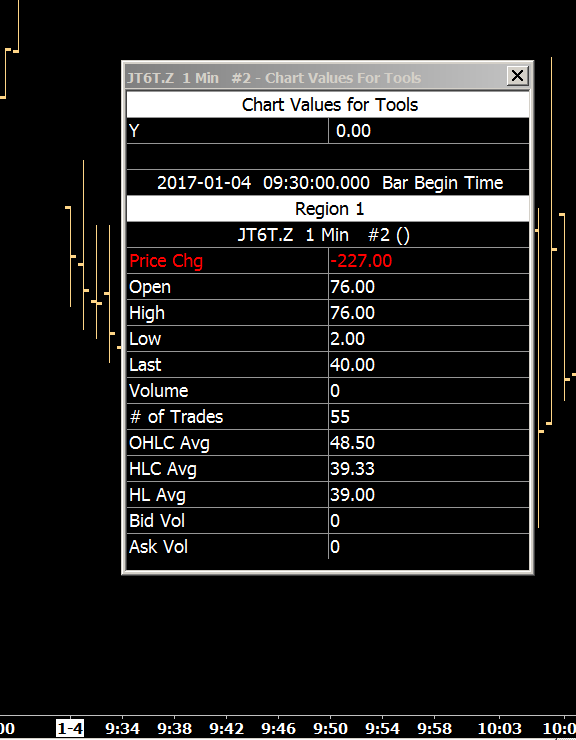 JT6T.Z 1 Min #2 - Chart Values For Tools
Chart Values for Tools
Y 0.00
2017-01-04 09:30:00.000 Bar Begin Time
Region 1
JT6T.Z 1 Min #2 ()
Price Chg -227.00
Open 76.00
High 76.00
Low 2.00
Last 40.00
Volume 0
# of Trades 55
OHLC Avg 48.50
HLC Avg 39.33
HL Avg 39.00
Bid Vol 0
Ask Vol 0
00 1-4 9:34 9:38 9:42 9:46 9:50 9:54 9:58 10:03 10:0